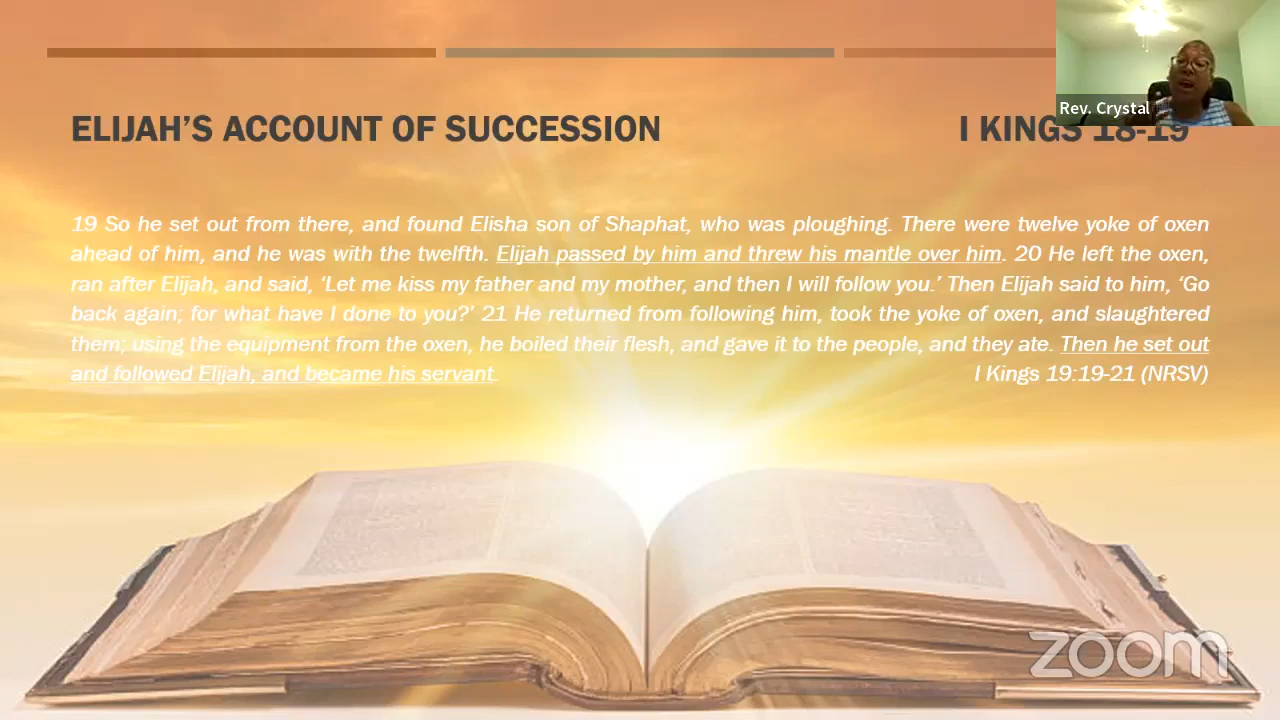 Rev. Crystal
ELIJAH'S ACCOUNT OF SUCCESSION I KINGS 18-19
19 So he set out from there, and found Elisha son of Shaphat, who was ploughing. There were twelve yoke of oxen
ahead of him, and he was with the twelfth. Elijah passed by him and threw his mantle over him. 20 He left the oxen,
ran after Elijah, and said, ‘Let me kiss my father and my mother, and then I will follow you.’ Then Elijah said to him, ‘Go
back again; for what have I done to you?’ 21 He returned from following him, took the yoke of oxen, and slaughtered
them; using the equipment from the oxen, he boiled their flesh, and gave it to the people, and they ate. Then he set out
and followed Elijah, and became his servant. I Kings 19:19-21 (NRSV)
zoom